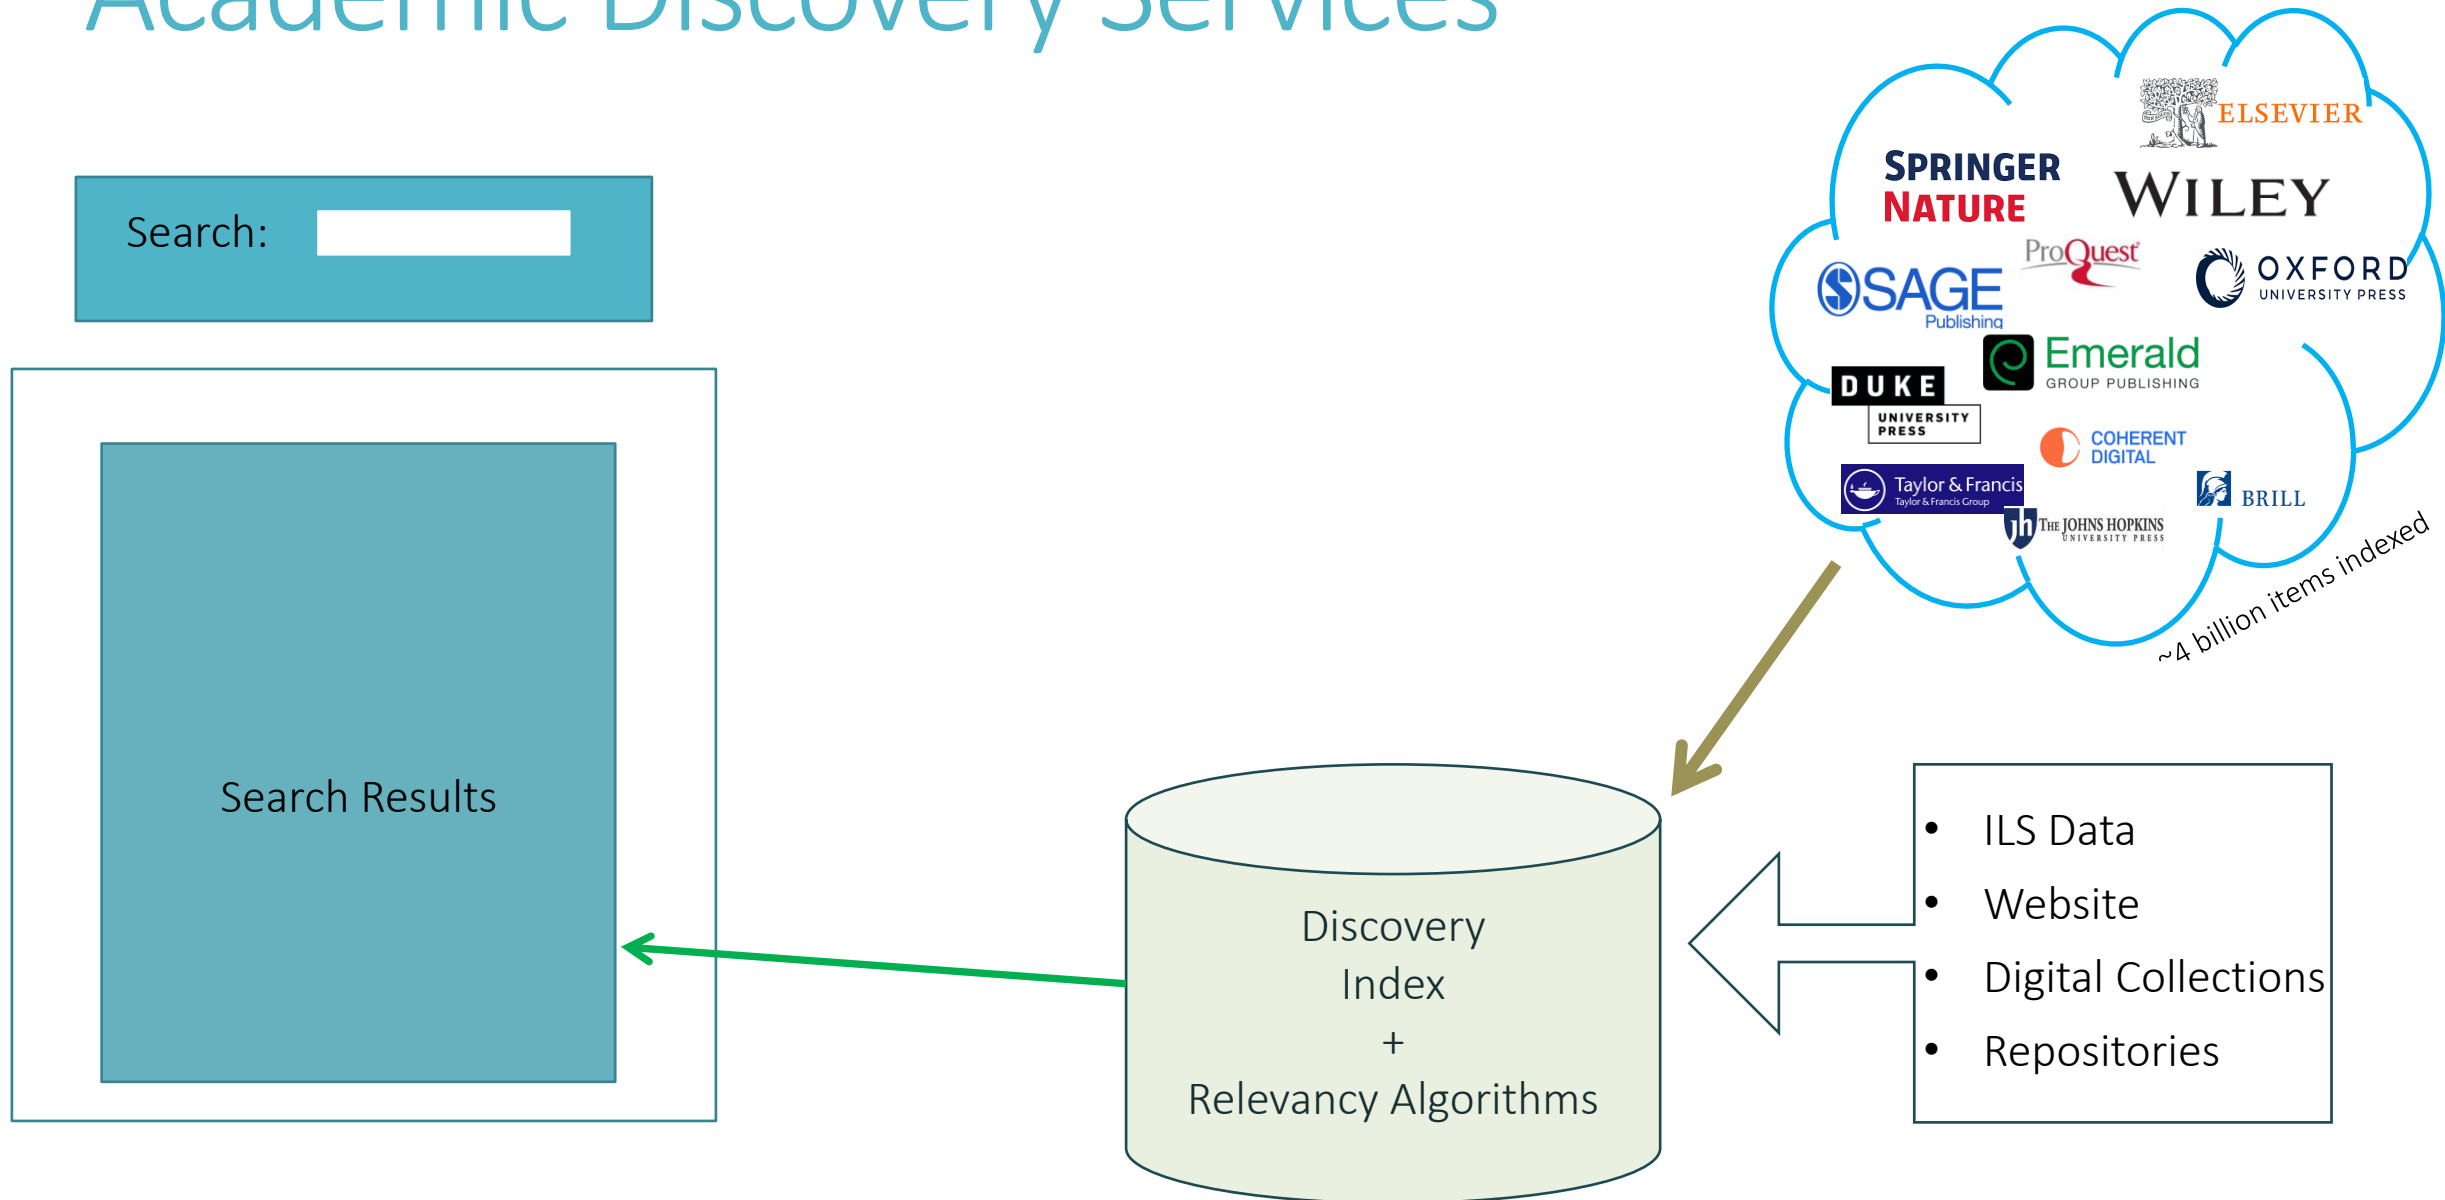 Academic Discovery Services
Search:
Search Results
ELSEVIER
SPRINGER
NATURE
WILEY
ProQuest
SAGE
Publishing
OXFORD
UNIVERSITY PRESS
Emerald
GROUP PUBLISHING
DUKE
UNIVERSITY
PRESS
COHERENT
DIGITAL
Taylor & Francis
Taylor & Francis Group
BRILL
jh THE JOHNS HOPKINS
UNIVERSITY PRESS
~4 billion items indexed
Discovery
Index
+
Relevancy Algorithms
• ILS Data
• Website
• Digital Collections
• Repositories